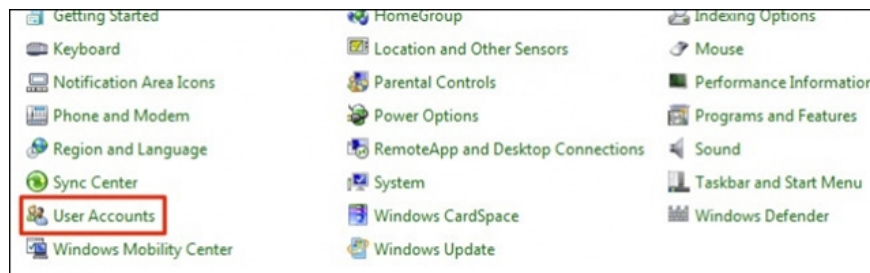 Getting Started
HomeGroup
Indexing Options
Keyboard
Location and Other Sensors
Mouse
Notification Area Icons
Parental Controls
Performance Information
Phone and Modem
Power Options
Programs and Features
Region and Language
RemoteApp and Desktop Connections
Sound
Sync Center
System
Taskbar and Start Menu
User Accounts
Windows CardSpace
Windows Defender
Windows Mobility Center
Windows Update